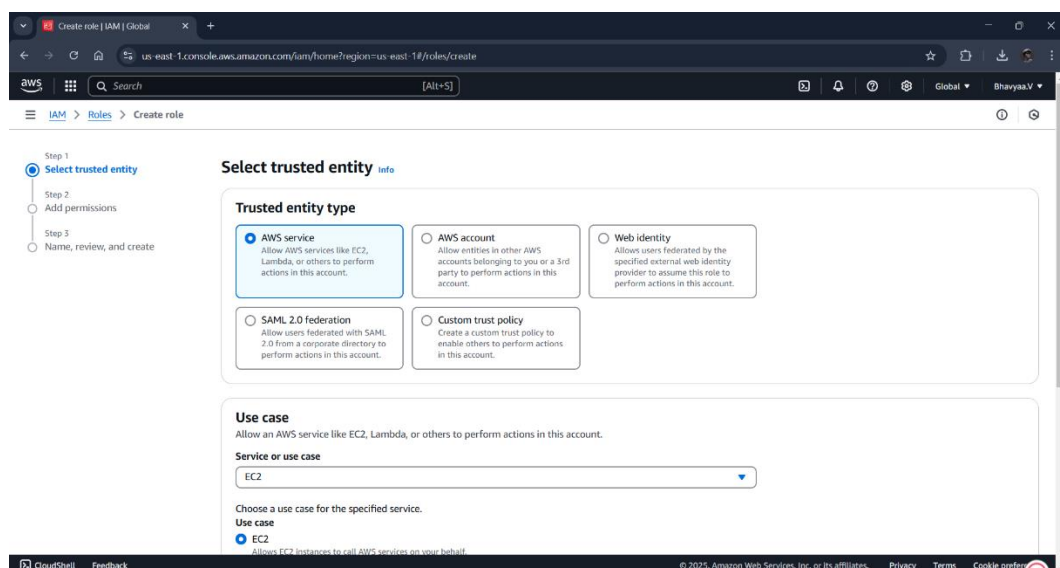 Create role | IAM | Global
us-east-1.console.aws.amazon.com/iam/home?region=us-east-1#/roles/create
aws
Search
[Alt+S]
Global
Bhavyaa.V
IAM > Roles > Create role
Step 1
Select trusted entity
Step 2
Add permissions
Step 3
Name, review, and create
Select trusted entity Info
Trusted entity type
AWS service
Allow AWS services like EC2,
Lambda, or others to perform
actions in this account.
AWS account
Allow entities in other AWS
accounts belonging to you or a 3rd
party to perform actions in this
account.
Web identity
Allows users federated by the
specified external web identity
provider to assume this role to
perform actions in this account.
SAML 2.0 federation
Allow users federated with SAML
2.0 from a corporate directory to
perform actions in this account.
Custom trust policy
Create a custom trust policy to
enable others to perform actions
in this account.
Use case
Allow an AWS service like EC2, Lambda, or others to perform actions in this account.
Service or use case
EC2
Choose a use case for the specified service.
Use case
EC2
Allows EC2 instances to call AWS services on your behalf.
CloudShell
Feedback
© 2025, Amazon Web Services, Inc. or its affiliates.
Privacy
Terms
Cookie